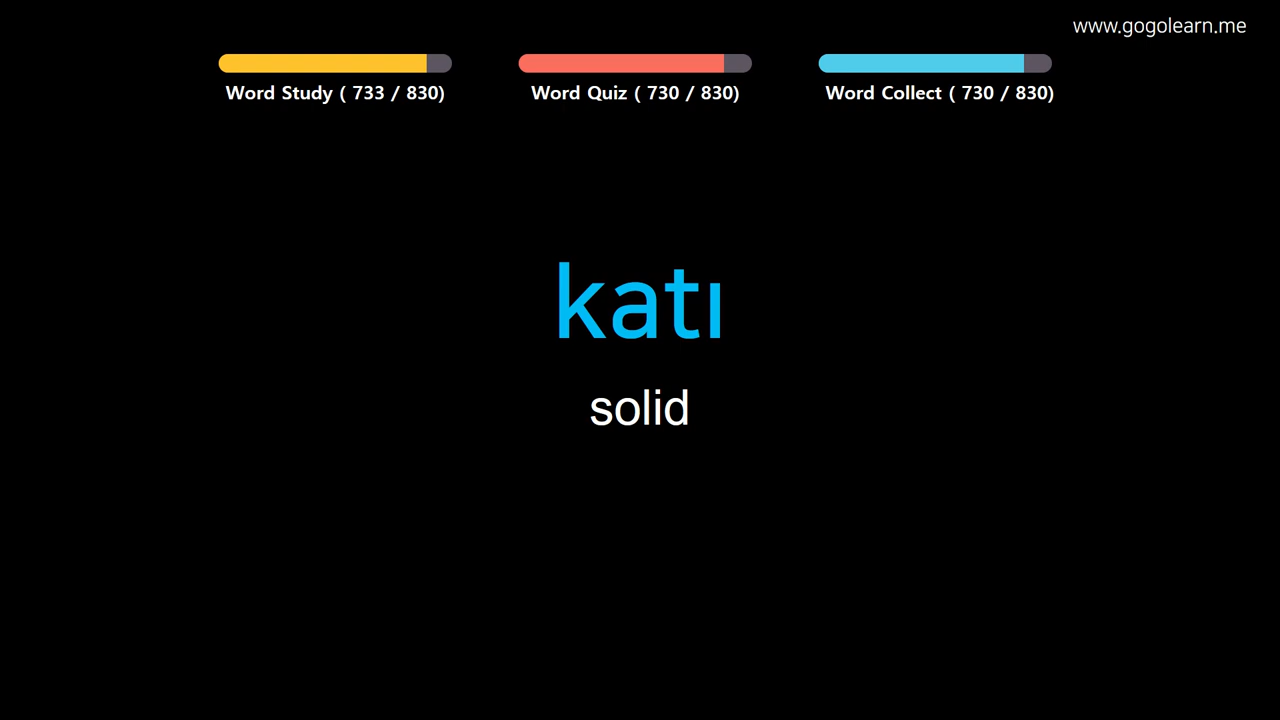 www.gogolearn.me
Word Study ( 733 / 830)
Word Quiz ( 730 / 830)
Word Collect ( 730 / 830)
katı
solid